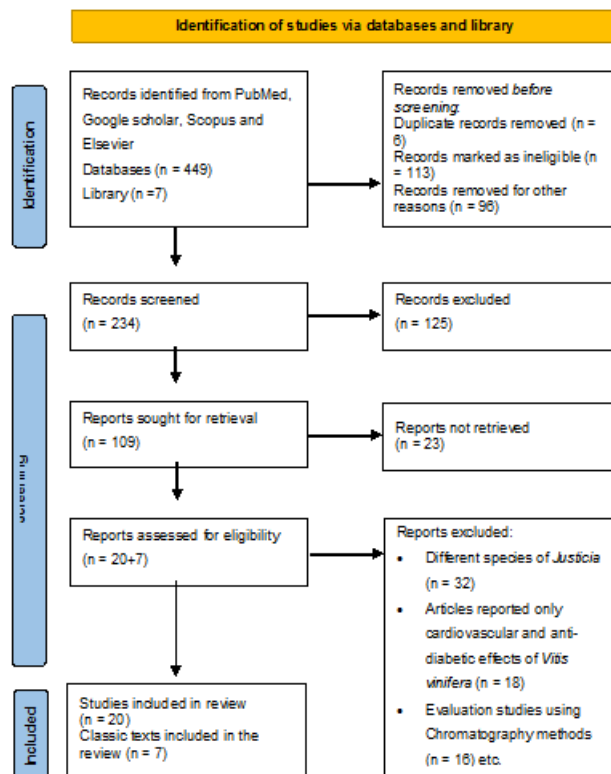 Identification of studies via databases and library
Identification
Records identified from PubMed,
Google scholar, Scopus and
Elsevier
Databases (n = 449)
Library (n =7)
Records removed before
screening:
Duplicate records removed (n =
6)
Records marked as ineligible (n
= 113)
Records removed for other
reasons (n = 96)
screening
Records screened
(n = 234)
Records excluded
(n = 125)
Reports sought for retrieval
(n = 109)
Reports not retrieved
(n = 23)
Reports assessed for eligibility
(n = 20+7)
Reports excluded:
• Different species of Justicia
(n = 32)
• Articles reported only
cardiovascular and anti-
diabetic effects of Vitis
vinifera (n = 18)
• Evaluation studies using
Chromatography methods
(n = 16) etc.
Included
Studies included in review
(n = 20)
Classic texts included in the
review (n = 7)